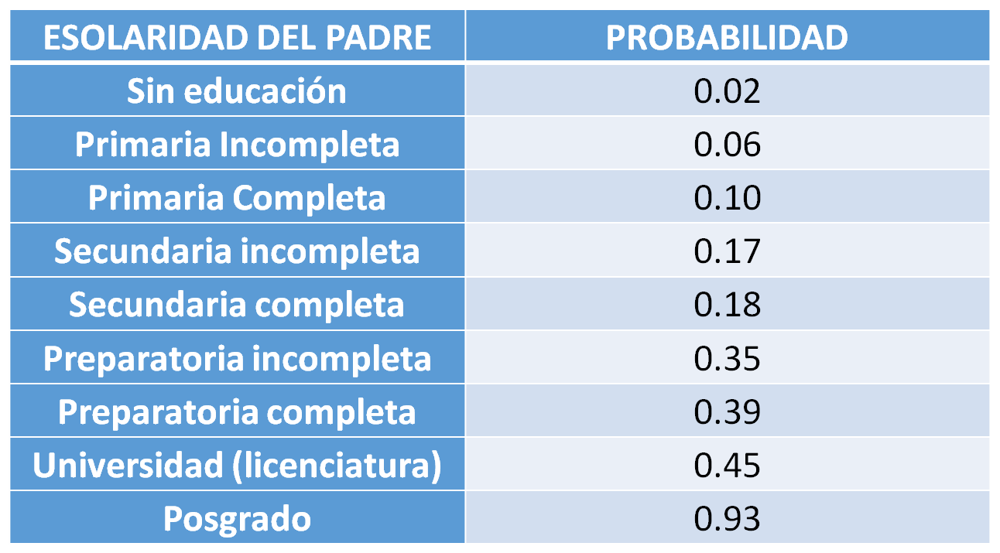 ESOLARIDAD DEL PADRE PROBABILIDAD
Sin educación 0.02
Primaria Incompleta 0.06
Primaria Completa 0.10
Secundaria incompleta 0.17
Secundaria completa 0.18
Preparatoria incompleta 0.35
Preparatoria completa 0.39
Universidad (licenciatura) 0.45
Posgrado 0.93